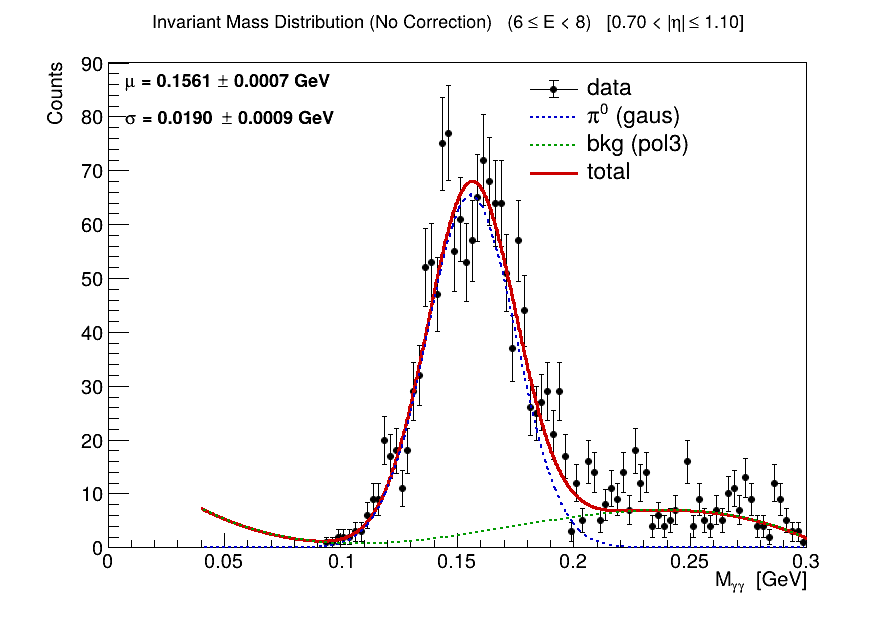 Invariant Mass Distribution (No Correction) (6 ≤ E < 8) [0.70 < |η| ≤ 1.10]
Counts
90
80
70
60
50
40
30
20
10
0
μ = 0.1561 ± 0.0007 GeV
σ = 0.0190 ± 0.0009 GeV
data
π⁰ (gaus)
bkg (pol3)
total
0 0.05 0.1 0.15 0.2 0.25 0.3
Mγγ [GeV]